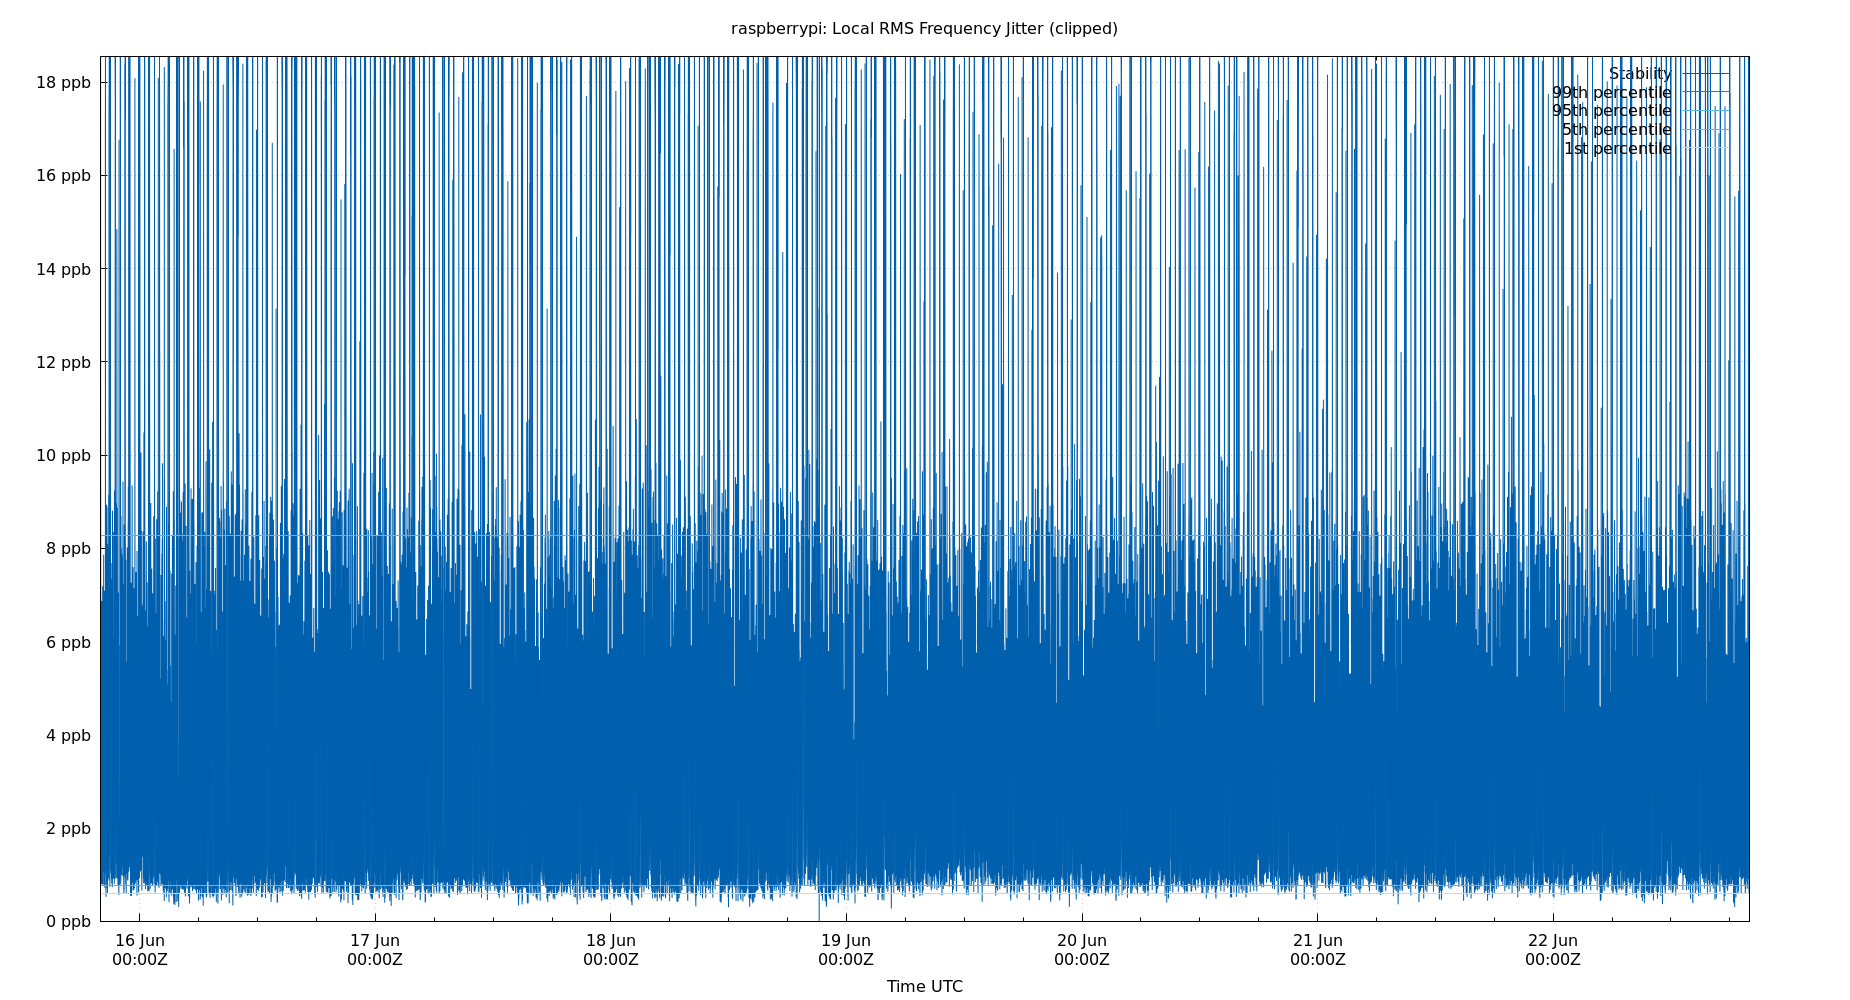 raspberrypi: Local RMS Frequency Jitter (clipped)
18 ppb
16 ppb
14 ppb
12 ppb
10 ppb
8 ppb
6 ppb
4 ppb
2 ppb
0 ppb
Stability
99th percentile
95th percentile
5th percentile
1st percentile
16 Jun
00:00Z
17 Jun
00:00Z
18 Jun
00:00Z
19 Jun
00:00Z
20 Jun
00:00Z
21 Jun
00:00Z
22 Jun
00:00Z
Time UTC